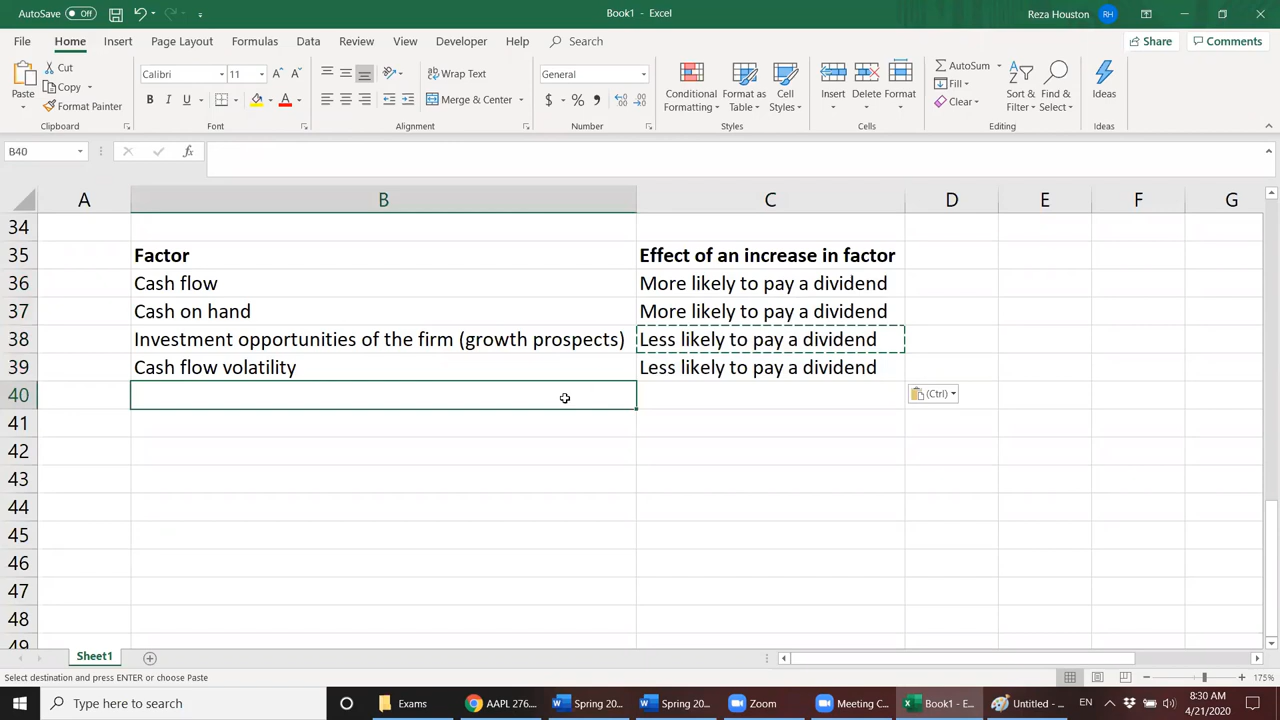 AutoSave Off
Book1 - Excel
Reza Houston RH
File Home Insert Page Layout Formulas Data Review View Developer Help Search Share Comments
Paste Cut Copy Format Painter
Clipboard
Calibri 11
B I U A
Font
Wrap Text
Merge & Center
Alignment
General
$ % ,
Number
Conditional Formatting Format as Table Cell Styles
Styles
Insert Delete Format
Cells
AutoSum
Fill
Clear
Sort & Filter Find & Select
Editing
Ideas
Ideas
B40 fx
A B C D E F G
34
35 Factor Effect of an increase in factor
36 Cash flow More likely to pay a dividend
37 Cash on hand More likely to pay a dividend
38 Investment opportunities of the firm (growth prospects) Less likely to pay a dividend
39 Cash flow volatility Less likely to pay a dividend
40 (Ctrl)
41
42
43
44
45
46
47
48
49
Sheet1
Select destination and press ENTER or choose Paste 175%
Type here to search Exams AAPL 276.... Spring 20... Spring 20... Zoom Meeting C... Book1 - E... Untitled - ... EN 8:30 AM
4/21/2020